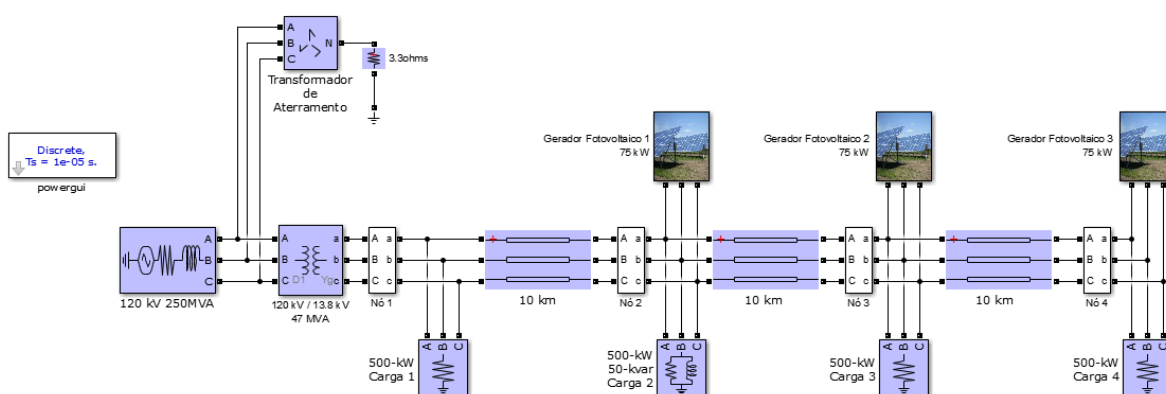 A
B
C
N
3.3ohms
Transformador
de
Aterramento
Discrete,
Ts = 1e-05 s.
powergui
Gerador Fotovoltaico 1
75 kW
Gerador Fotovoltaico 2
75 kW
Gerador Fotovoltaico 3
75 kW
A
B
C
120 kV 250MVA
A a
B b
C c
D1 Yg
120 kV / 13.8 kV
47 MVA
A a
B b
C c
Nó 1
10 km
A a
B b
C c
Nó 2
10 km
A a
B b
C c
Nó 3
10 km
A a
B b
C c
Nó 4
A B C
500-kW
Carga 1
A B C
500-kW
50-kvar
Carga 2
A B C
500-kW
Carga 3
A B C
500-kW
Carga 4